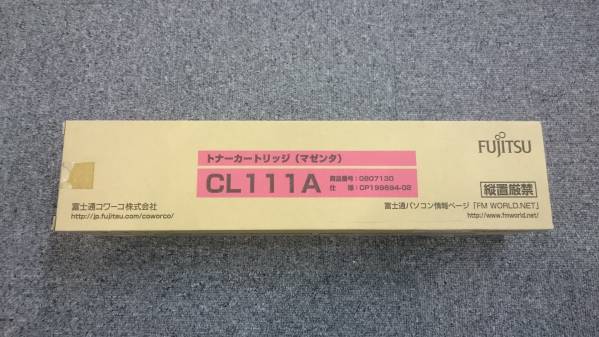 FUJITSU
トナーカートリッジ（マゼンタ）
CL111A
商品番号：0807130
仕　様：CP199694-02
縦置厳禁
富士通コワーコ株式会社
http://jp.fujitsu.com/coworco/
富士通パソコン情報ページ「FM WORLD.NET」
http://www.fmworld.net/